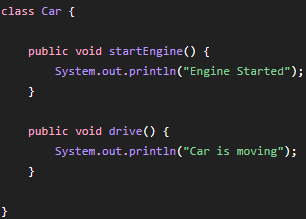 class Car {
    public void startEngine() {
        System.out.println("Engine Started");
    }
    public void drive() {
        System.out.println("Car is moving");
    }
}